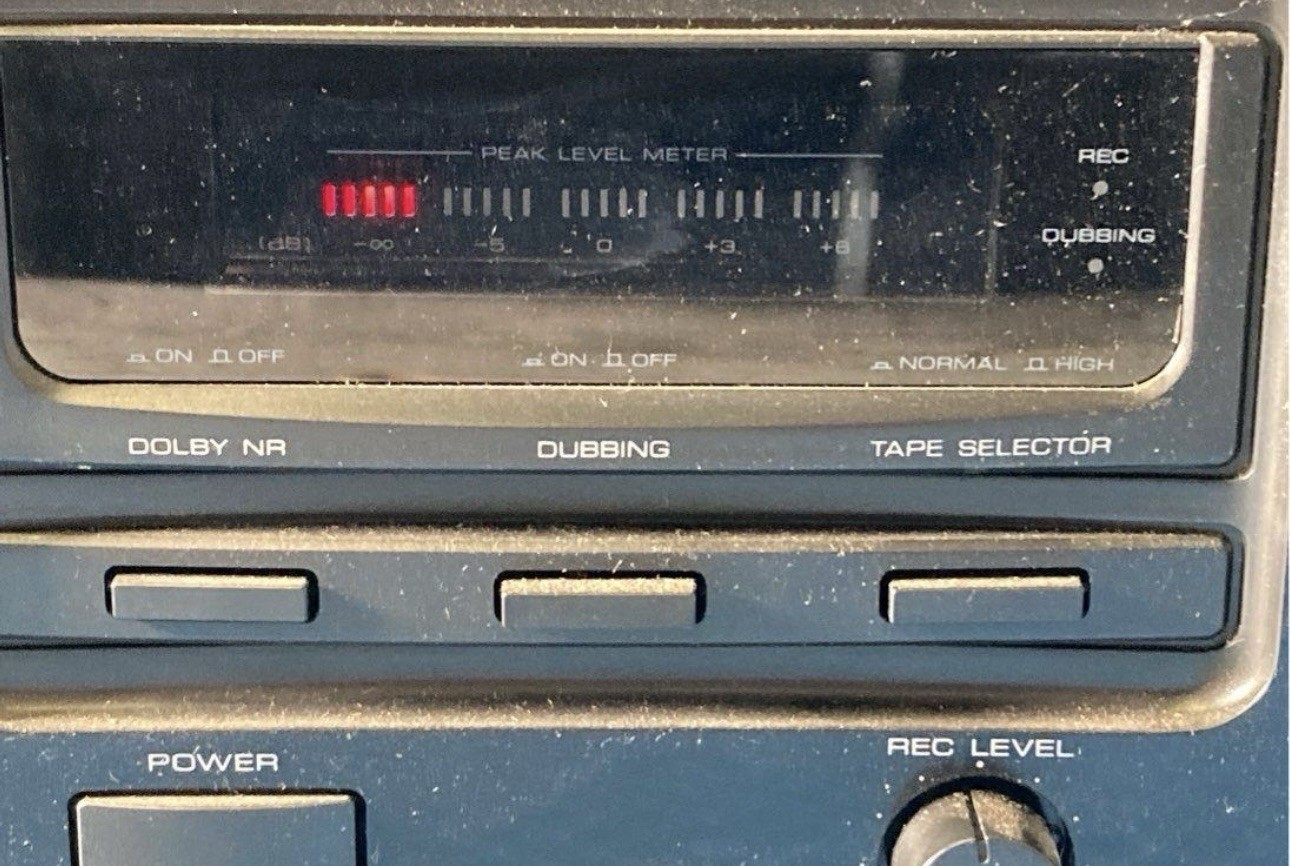 PEAK LEVEL METER
REC
(dB) -∞ -5 0 +3 +6
DUBBING
ON OFF ON OFF NORMAL HIGH
DOLBY NR DUBBING TAPE SELECTOR
POWER REC LEVEL